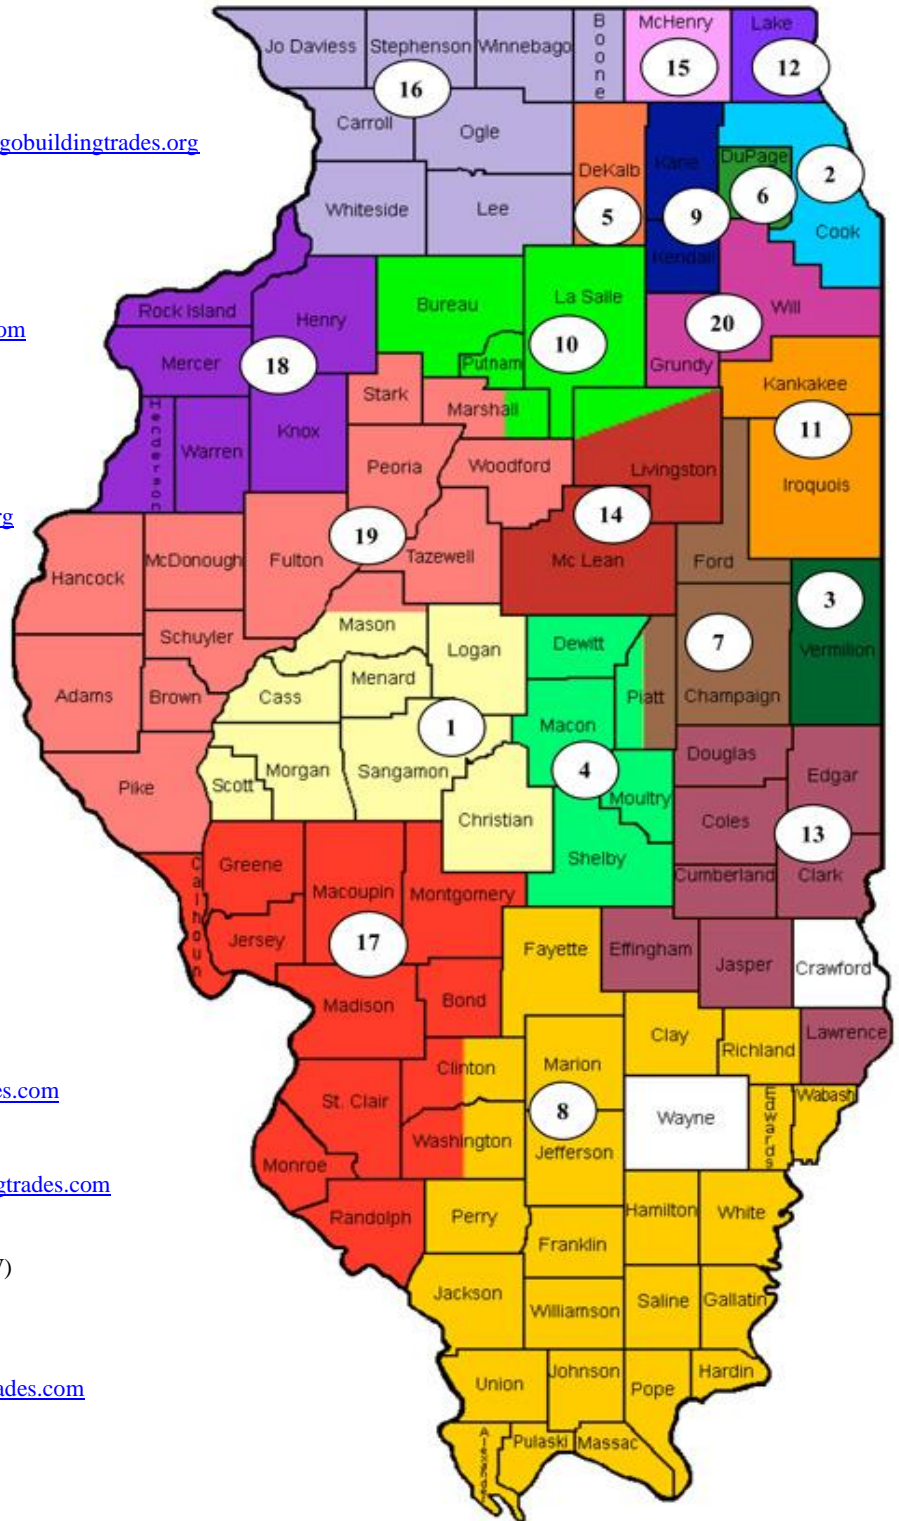 gobuildingtrades.org
om
rg
es.com
gtrades.com
7)
ades.com
Jo Daviess
Stephenson
Winnebago
Boone
McHenry
Lake
16
15
12
Carroll
Ogle
DeKalb
Kane
DuPage
2
Whiteside
Lee
5
9
6
Cook
Kendall
Rock Island
Henry
Bureau
La Salle
Will
20
10
Mercer
18
Putnam
Grundy
Stark
Kankakee
Marshall
Henderson
Warren
Knox
11
Peoria
Woodford
Livingston
Iroquois
14
19
Hancock
McDonough
Fulton
Tazewell
Mc Lean
Ford
3
Mason
Schuyler
Logan
Dewitt
7
Vermilion
Menard
Adams
Brown
Cass
Piatt
Champaign
1
Macon
Douglas
Scott
Morgan
Sangamon
4
Edgar
Pike
Moultry
Christian
Coles
13
Shelby
Calhoun
Greene
Cumberland
Clark
Macoupin
Montgomery
Jersey
17
Fayette
Effingham
Jasper
Crawford
Madison
Bond
Clay
Richland
Lawrence
Clinton
Marion
St. Clair
8
Wayne
Edwards
Wabash
Washington
Jefferson
Monroe
Randolph
Perry
Hamilton
White
Franklin
Jackson
Williamson
Saline
Gallatin
Union
Johnson
Pope
Hardin
Alexander
Pulaski
Massac